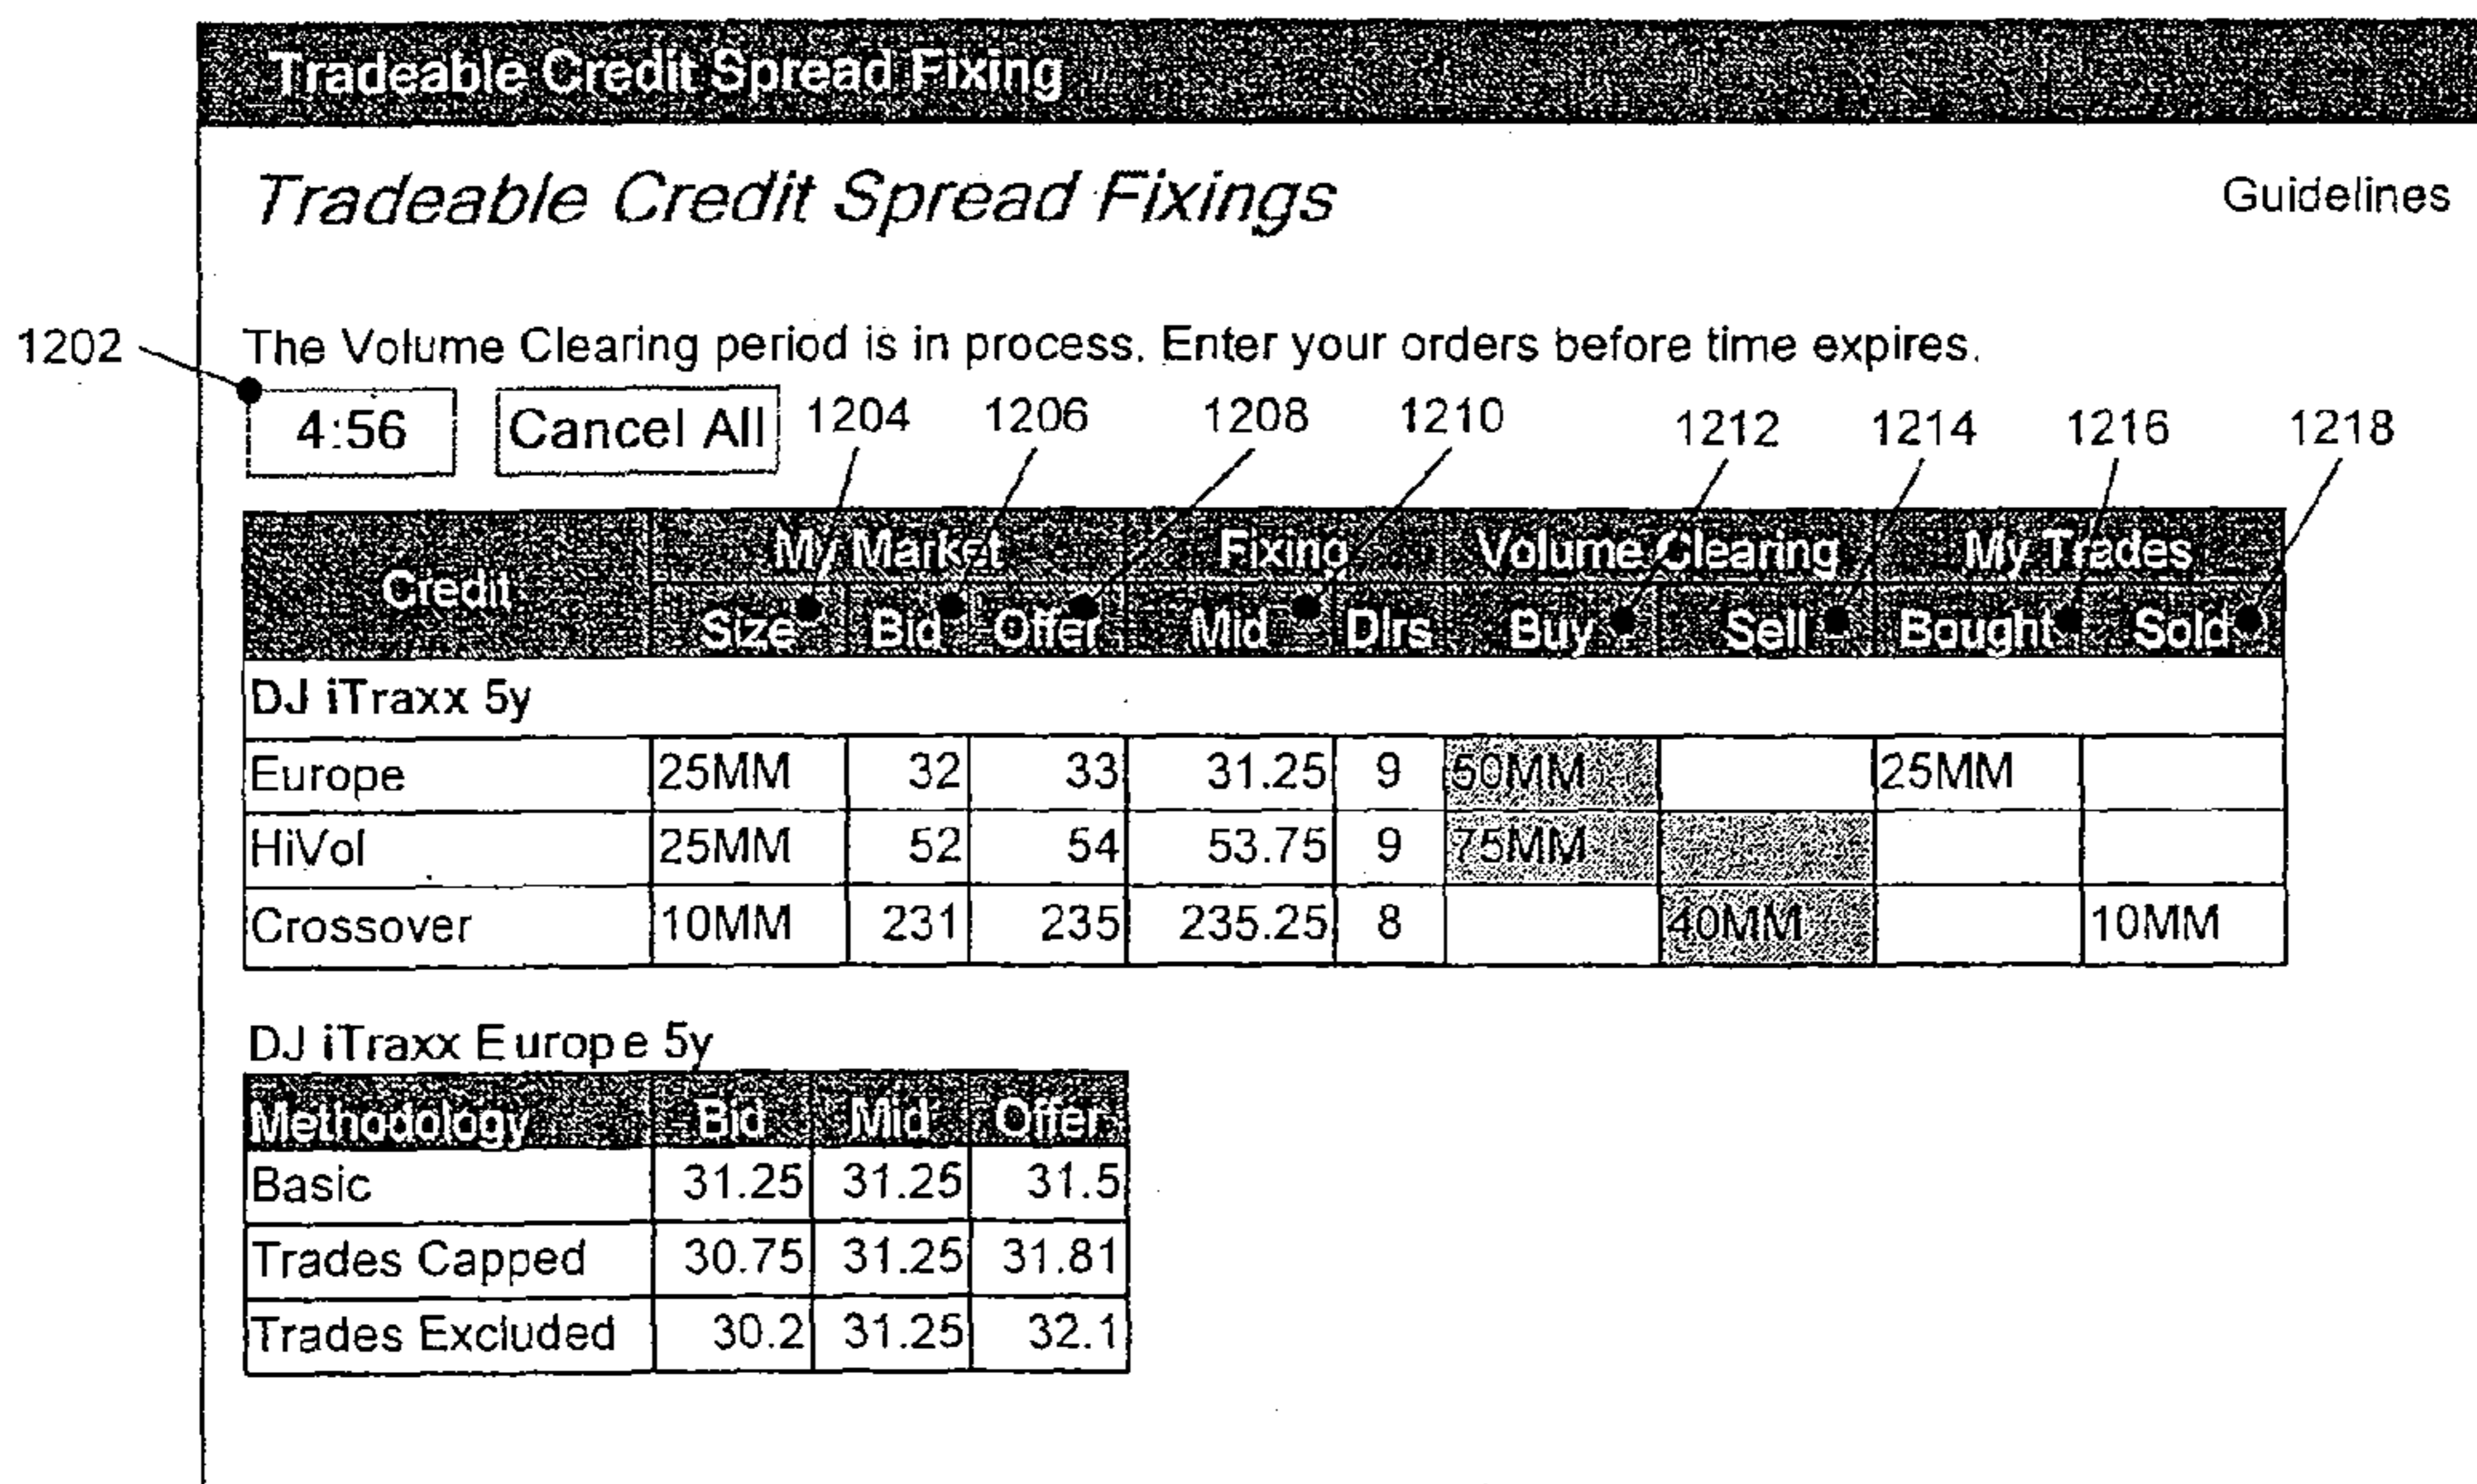 Tradeable Credit Spread Fixing
Tradeable Credit Spread Fixings Guidelines
1202 The Volume Clearing period is in process. Enter your orders before time expires.
4:56 Cancel All 1204 1206 1208 1210 1212 1214 1216 1218
Credit My Market Fixing Volume Clearing My Trades
Size Bid Offer Mid Dlrs Buy Sell Bought Sold
DJ iTraxx 5y
Europe 25MM 32 33 31.25 9 50MM 25MM
HiVol 25MM 52 54 53.75 9 75MM
Crossover 10MM 231 235 235.25 8 40MM 10MM
DJ iTraxx Europe 5y
Methodology Bid Mid Offer
Basic 31.25 31.25 31.5
Trades Capped 30.75 31.25 31.81
Trades Excluded 30.2 31.25 32.1